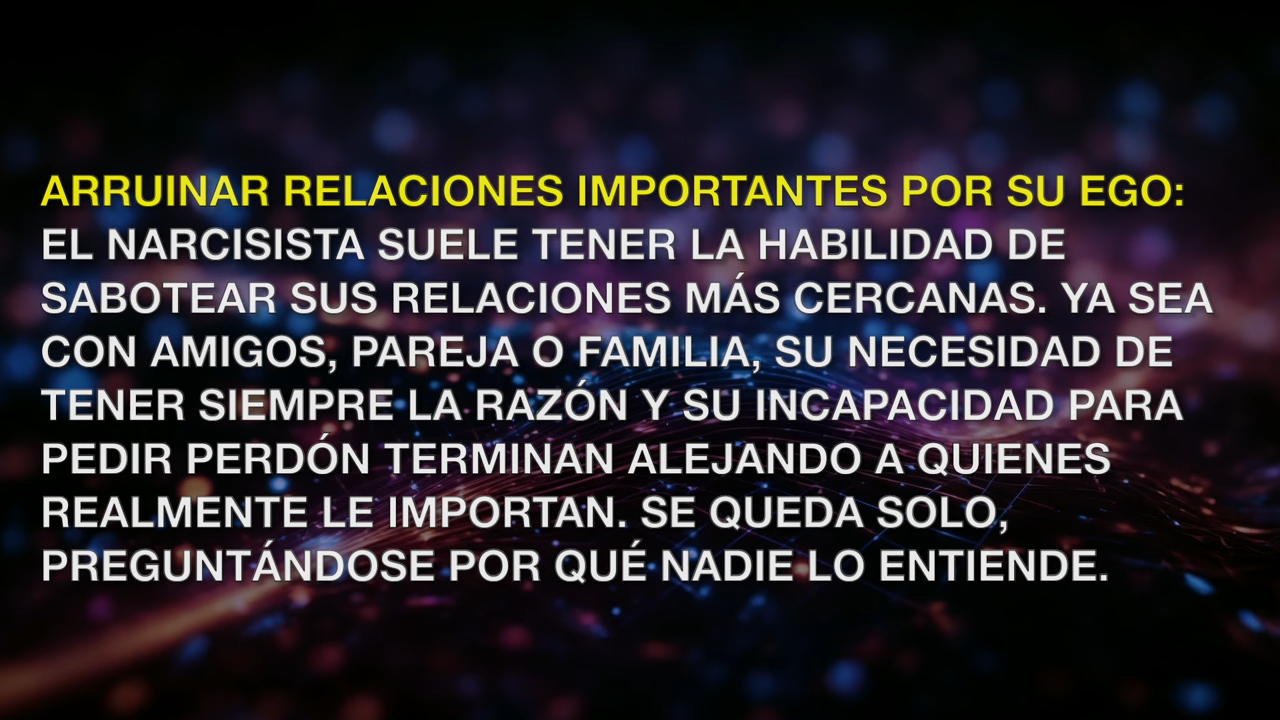 ARRUINAR RELACIONES IMPORTANTES POR SU EGO:
EL NARCISISTA SUELE TENER LA HABILIDAD DE
SABOTEAR SUS RELACIONES MÁS CERCANAS. YA SEA
CON AMIGOS, PAREJA O FAMILIA, SU NECESIDAD DE
TENER SIEMPRE LA RAZÓN Y SU INCAPACIDAD PARA
PEDIR PERDÓN TERMINAN ALEJANDO A QUIENES
REALMENTE LE IMPORTAN. SE QUEDA SOLO,
PREGUNTÁNDOSE POR QUÉ NADIE LO ENTIENDE.